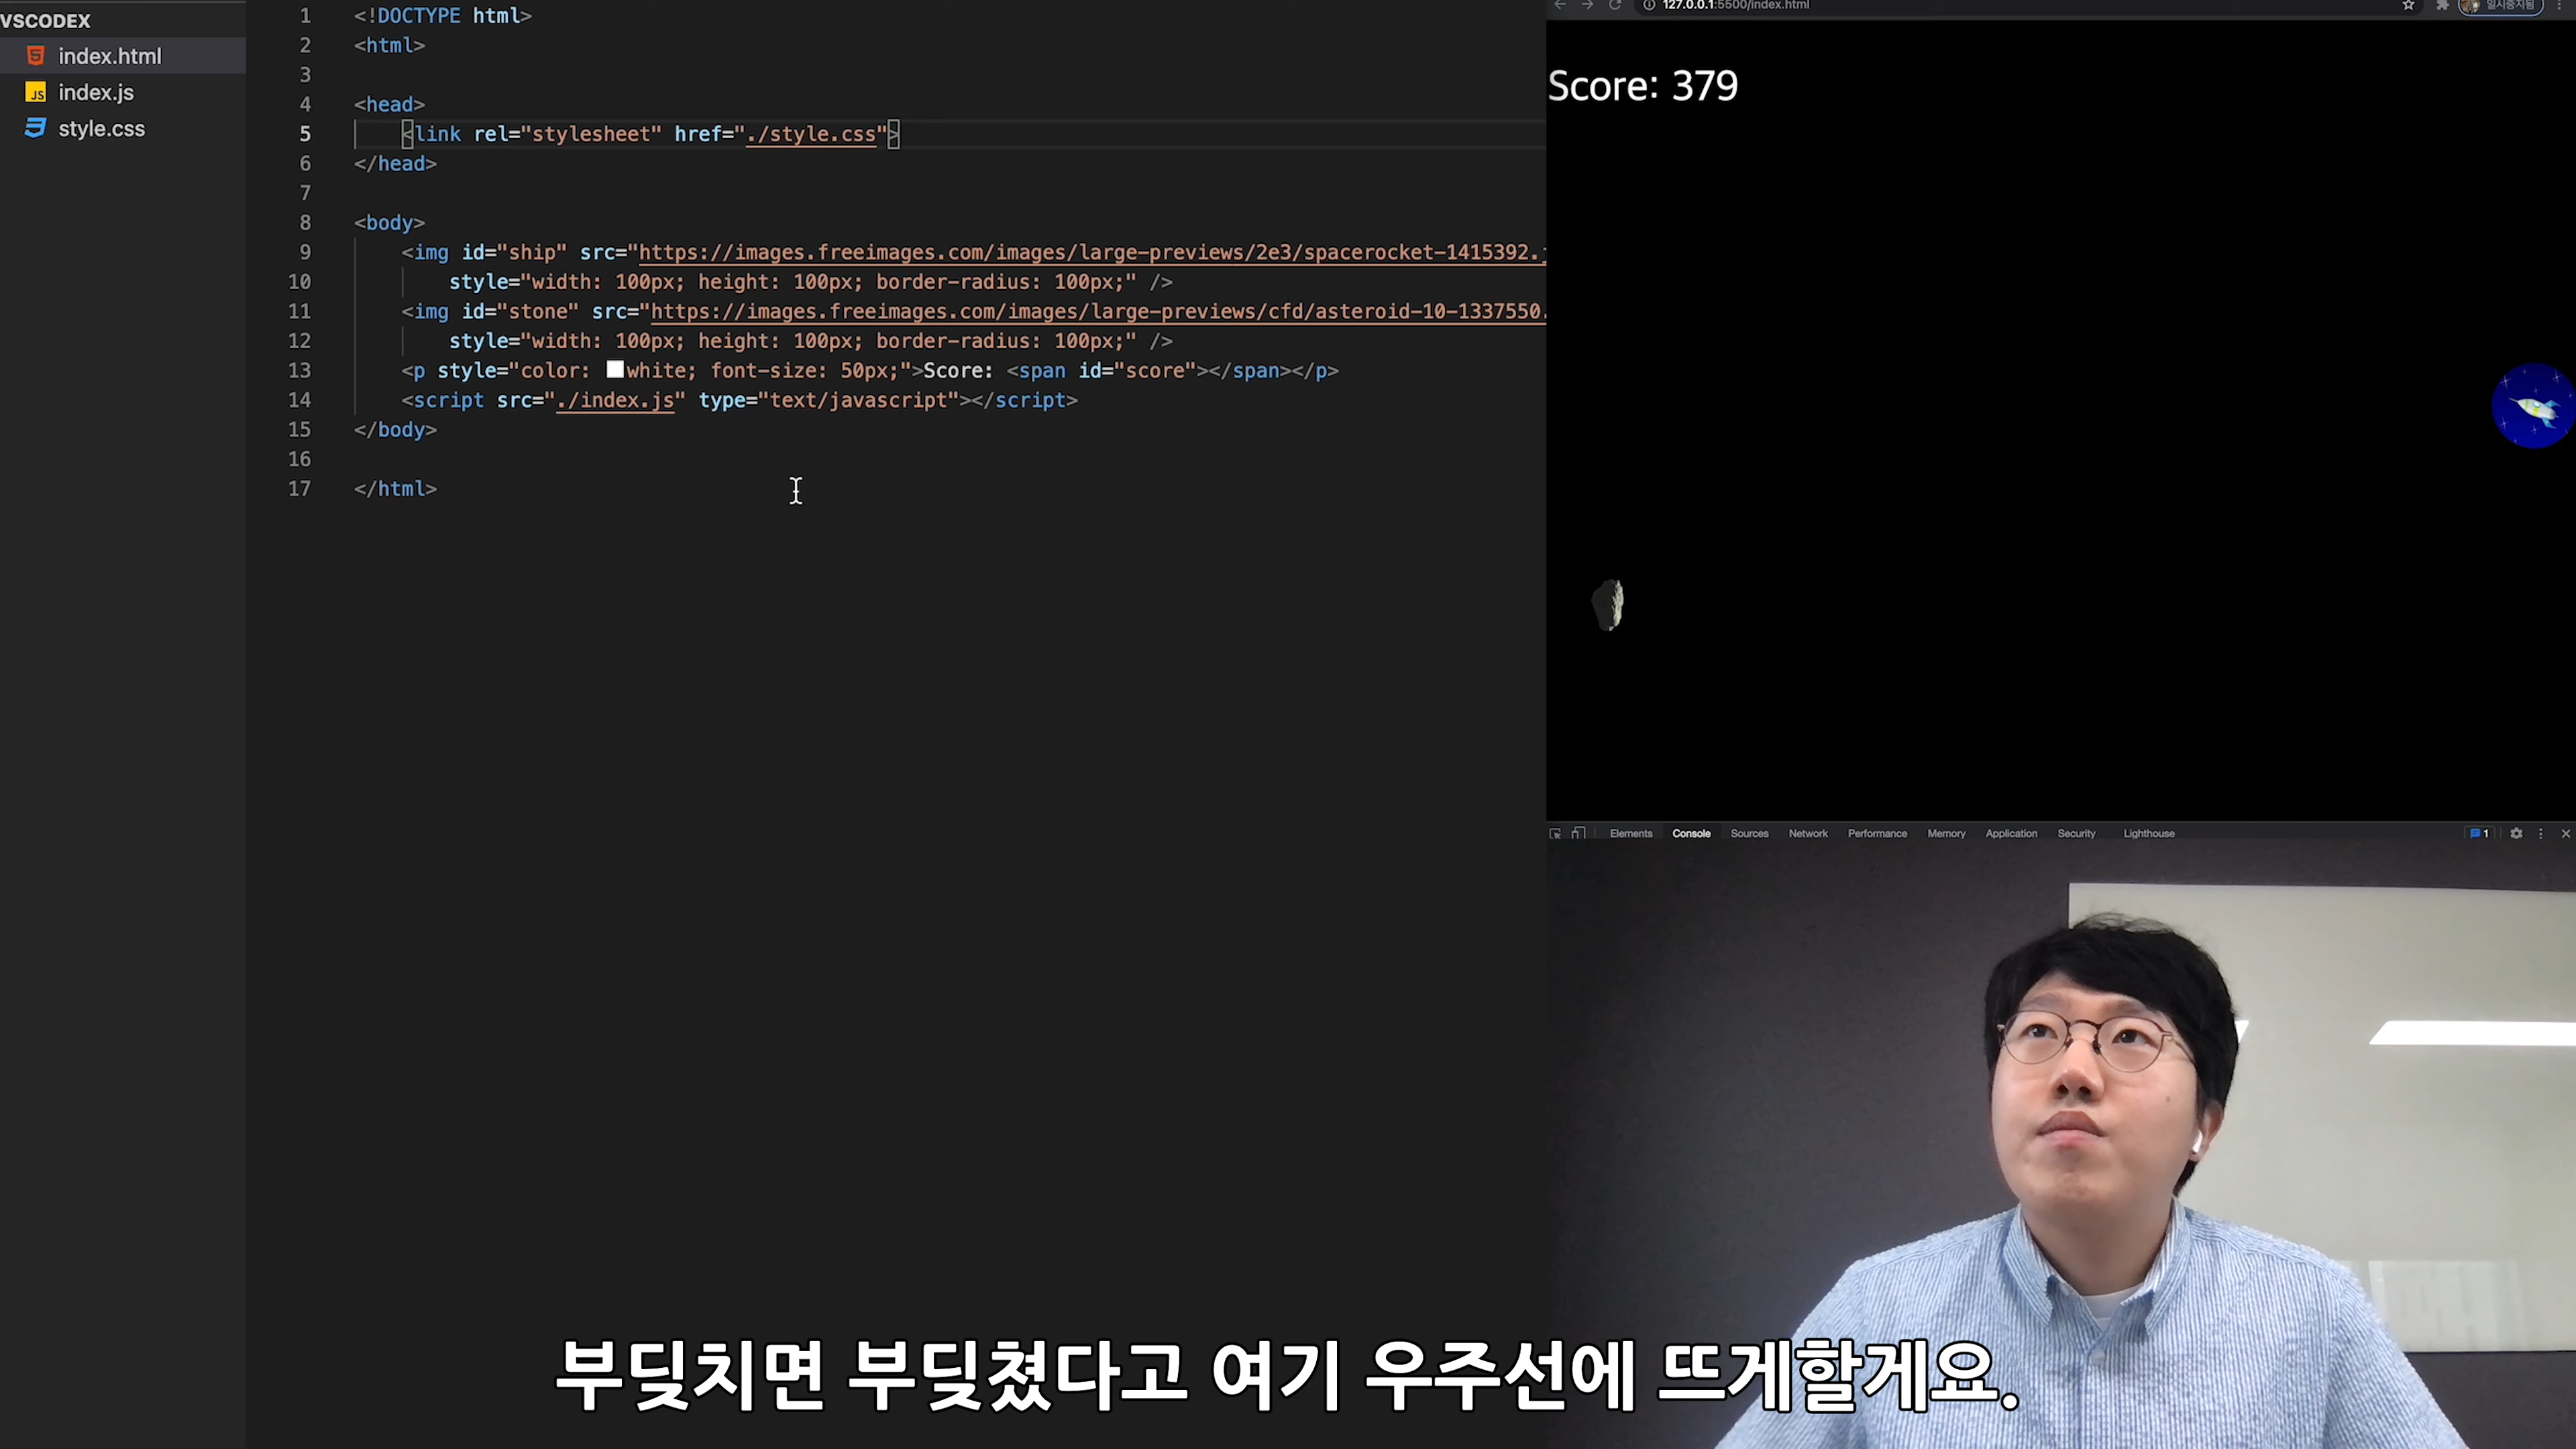 VSCODEX
index.html
index.js
style.css
1 <!DOCTYPE html>
2 <html>
3
4 <head>
5 <link rel="stylesheet" href="./style.css">
6 </head>
7
8 <body>
9 <img id="ship" src="https://images.freeimages.com/images/large-previews/2e3/spacerocket-1415392.j
10 style="width: 100px; height: 100px; border-radius: 100px;" />
11 <img id="stone" src="https://images.freeimages.com/images/large-previews/cfd/asteroid-10-1337550.
12 style="width: 100px; height: 100px; border-radius: 100px;" />
13 <p style="color: white; font-size: 50px;">Score: <span id="score"></span></p>
14 <script src="./index.js" type="text/javascript"></script>
15 </body>
16
17 </html>
127.0.0.1:5500/index.html
일시중지됨
Score: 379
Elements Console Sources Network Performance Memory Application Security Lighthouse 1
부딪치면 부딪쳤다고 여기 우주선에 뜨게할게요.